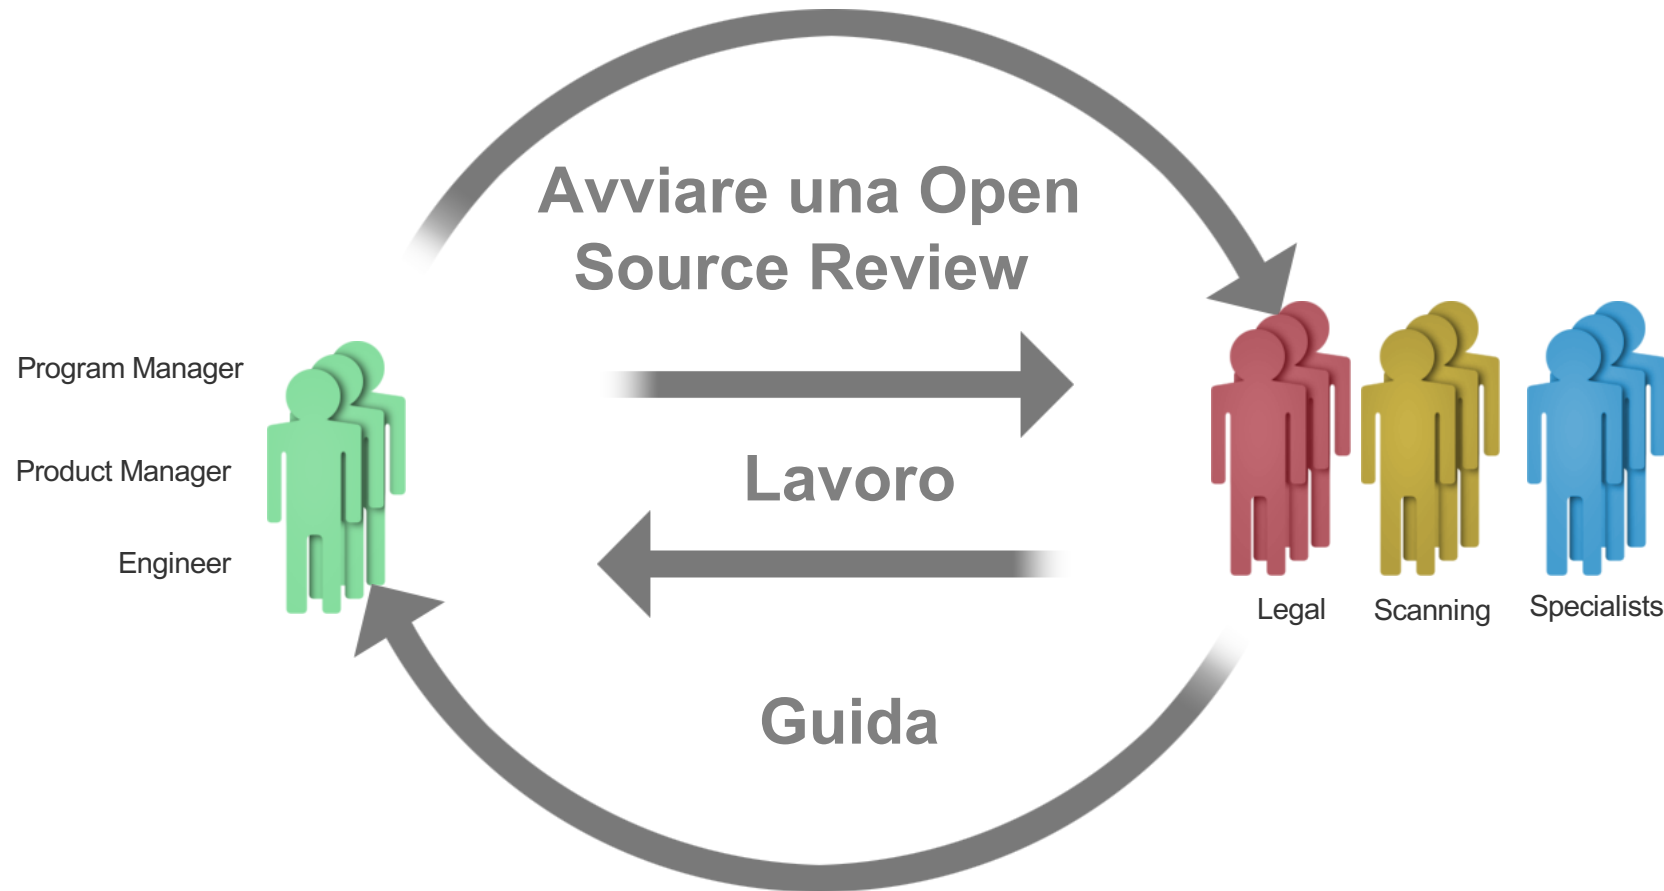 Avviare una Open
Source Review
Program Manager
Product Manager
Engineer
Lavoro
Legal
Scanning
Specialists
Guida